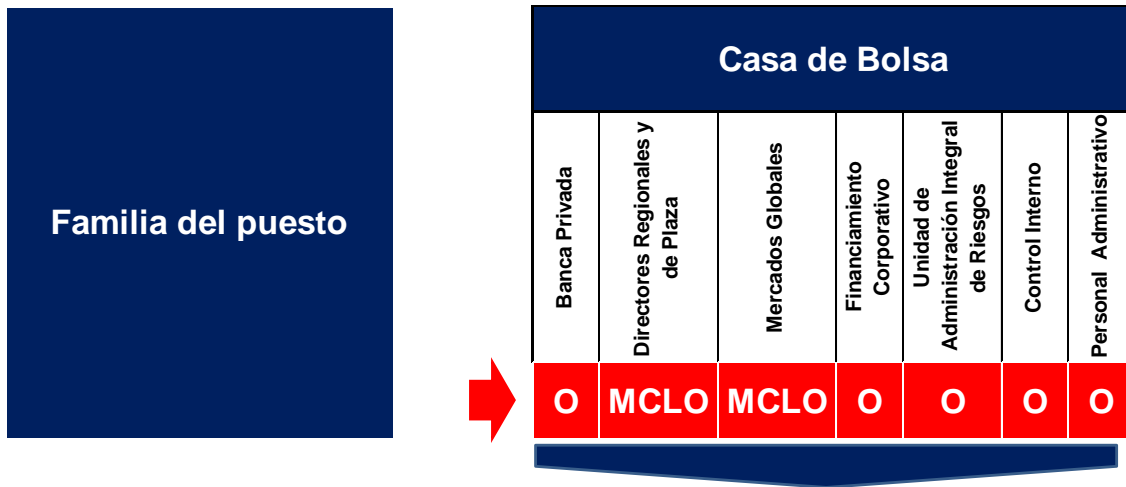 Familia del puesto
Casa de Bolsa
Banca Privada
Directores Regionales y
de Plaza
Mercados Globales
Financiamiento
Corporativo
Unidad de
Administración Integral
de Riesgos
Control Interno
Personal Administrativo
O
MCLO
MCLO
O
O
O
O